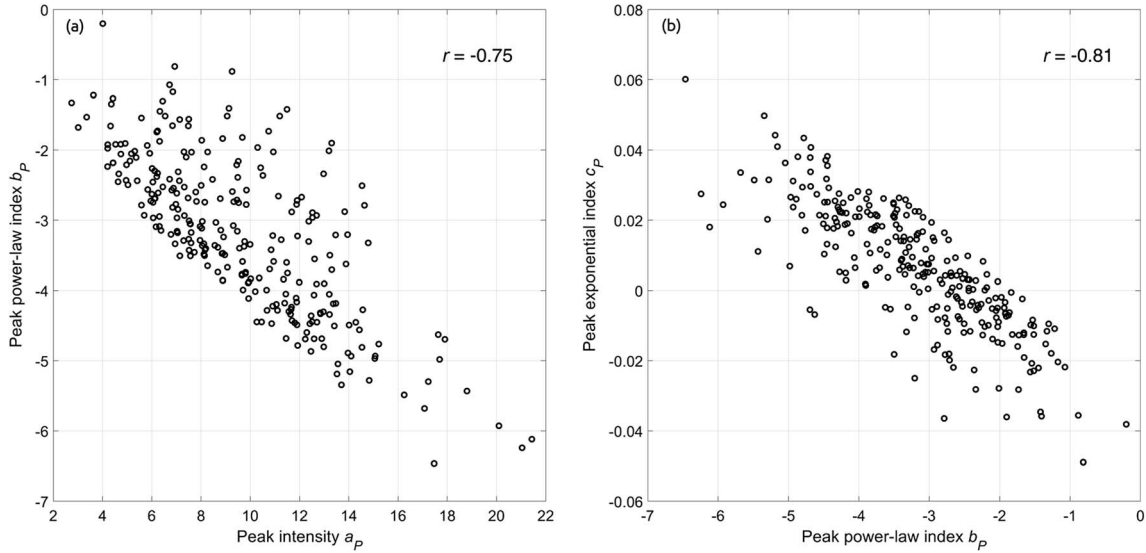 (a)
r = -0.75
0
-1
-2
-3
-4
-5
-6
-7
2 4 6 8 10 12 14 16 18 20 22
Peak power-law index b_P
Peak intensity a_P
(b)
r = -0.81
0.08
0.06
0.04
0.02
0
-0.02
-0.04
-0.06
-7 -6 -5 -4 -3 -2 -1 0
Peak exponential index c_P
Peak power-law index b_P